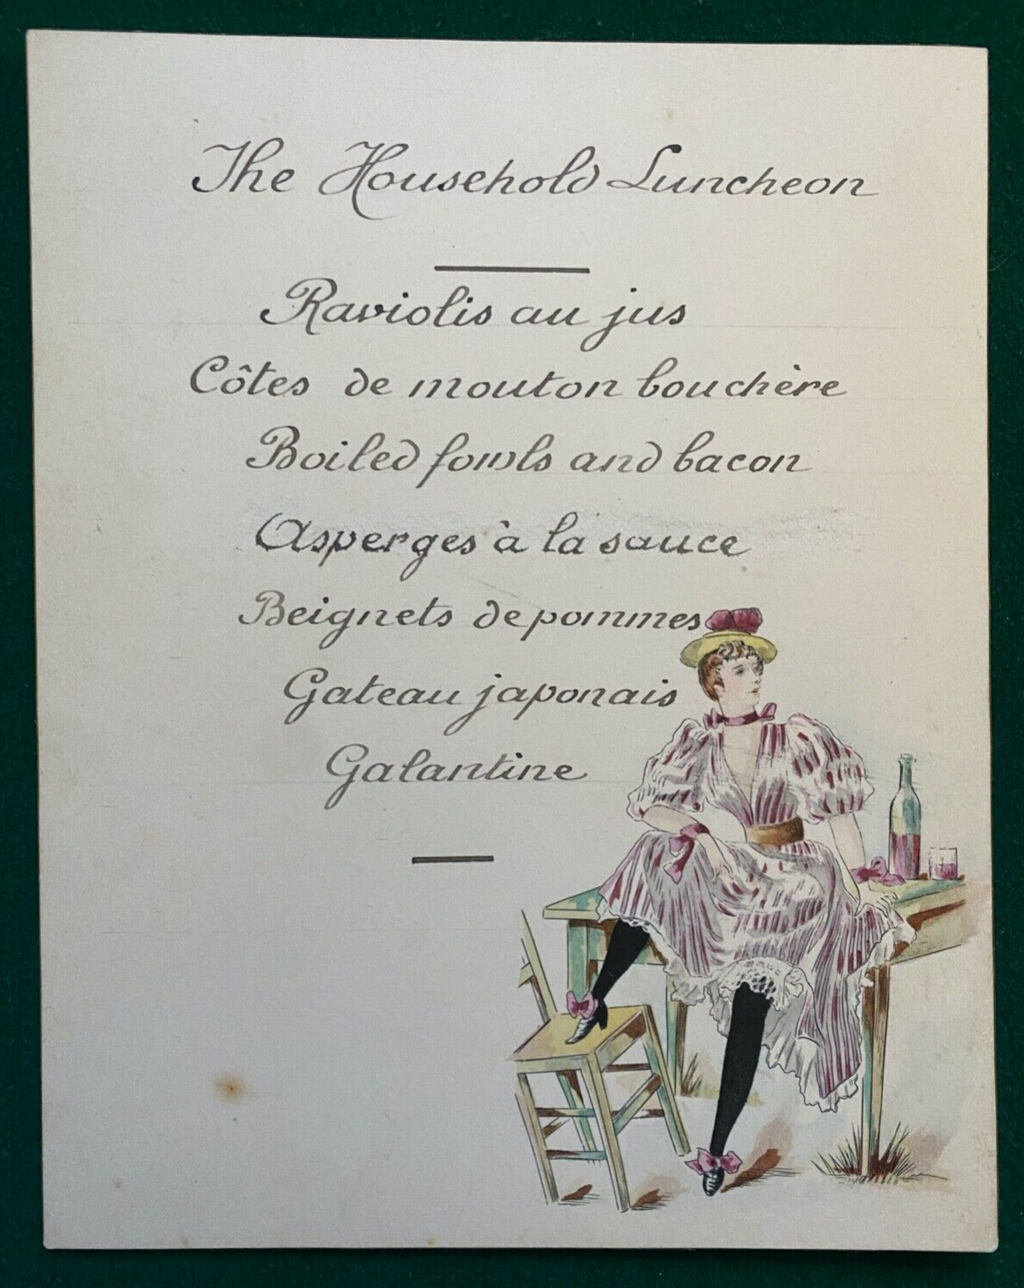 The Household Luncheon
Raviolis au jus
Côtes de mouton bouchère
Boiled fowls and bacon
Asperges à la sauce
Beignets de pommes
Gateau japonais
Galantine